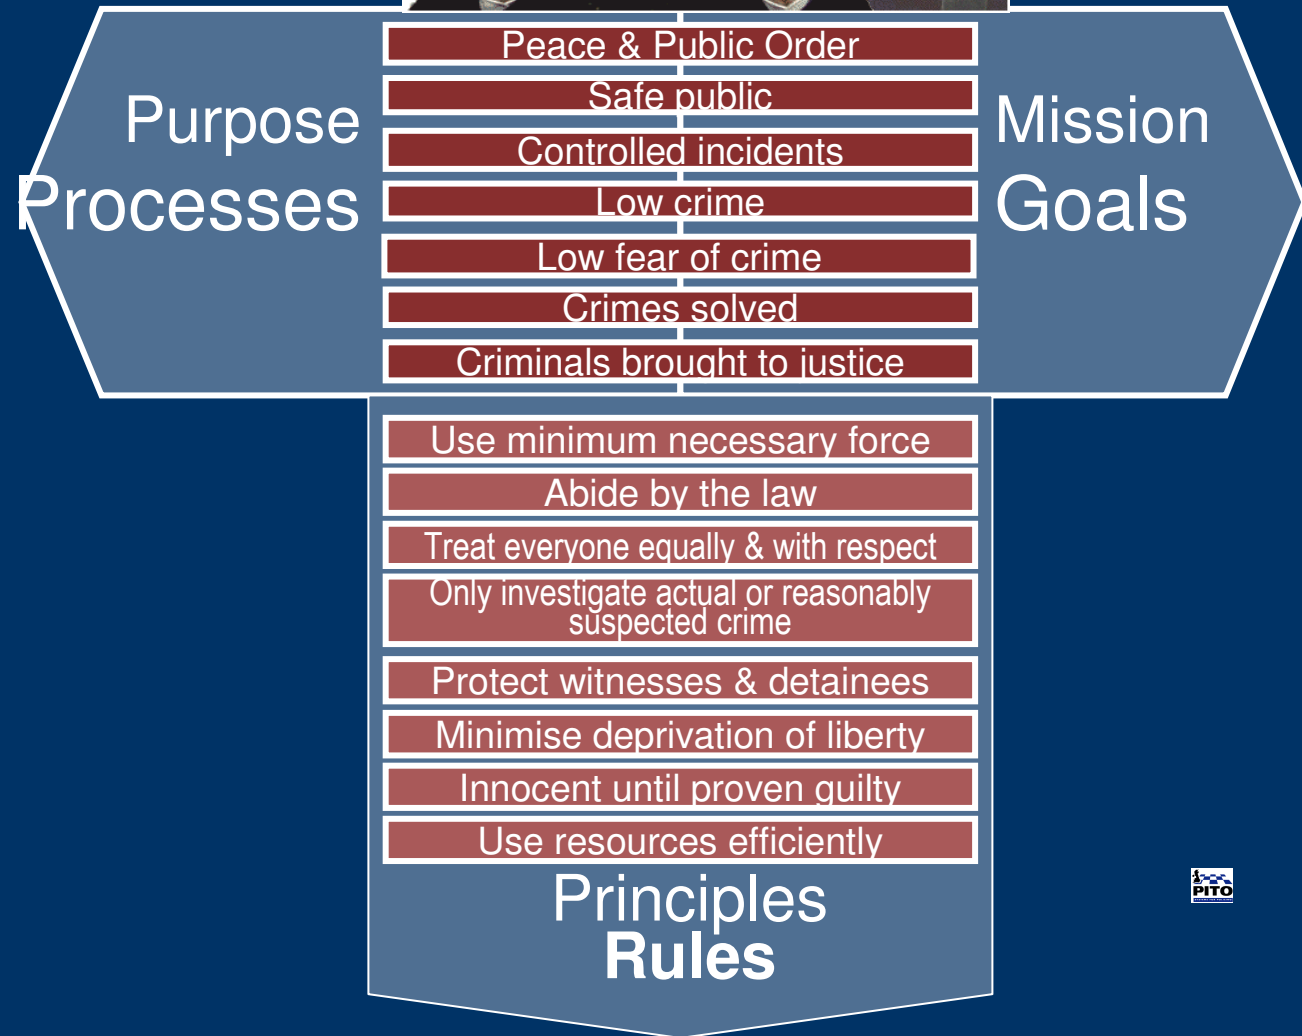 Peace & Public Order
Safe public
Controlled incidents
Low crime
Low fear of crime
Crimes solved
Criminals brought to justice
Purpose
Processes
Mission
Goals
Use minimum necessary force
Abide by the law
Treat everyone equally & with respect
Only investigate actual or reasonably
suspected crime
Protect witnesses & detainees
Minimise deprivation of liberty
Innocent until proven guilty
Use resources efficiently
Principles
Rules
PITO